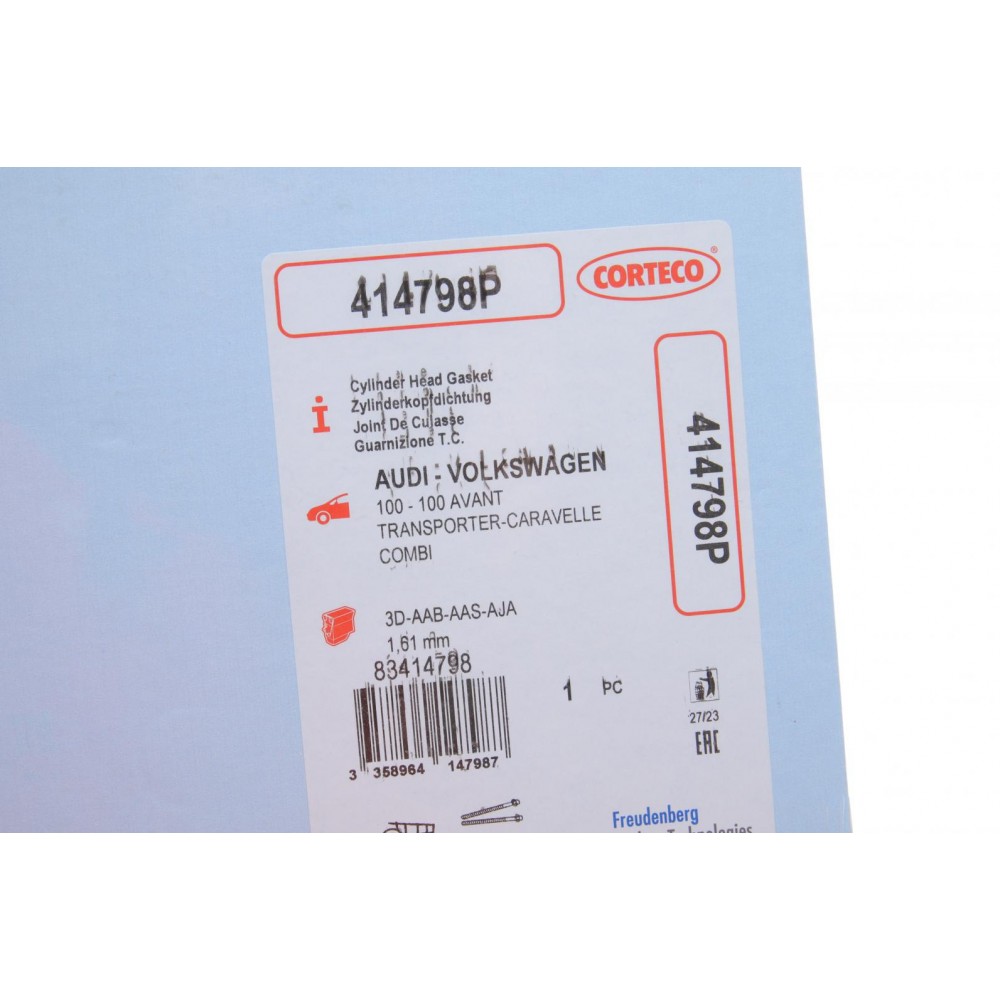 414798P
CORTECO®
Cylinder Head Gasket
Zylinderkopfdichtung
Joint De Culasse
Guarnizione T.C.
AUDI - VOLKSWAGEN
100 - 100 AVANT
TRANSPORTER-CARAVELLE
COMBI
414798P
3D-AAB-AAS-AJA
1,61 mm
83414798
1 PC
27/23
EAC
3 358964 147987
Freudenberg
Technologies